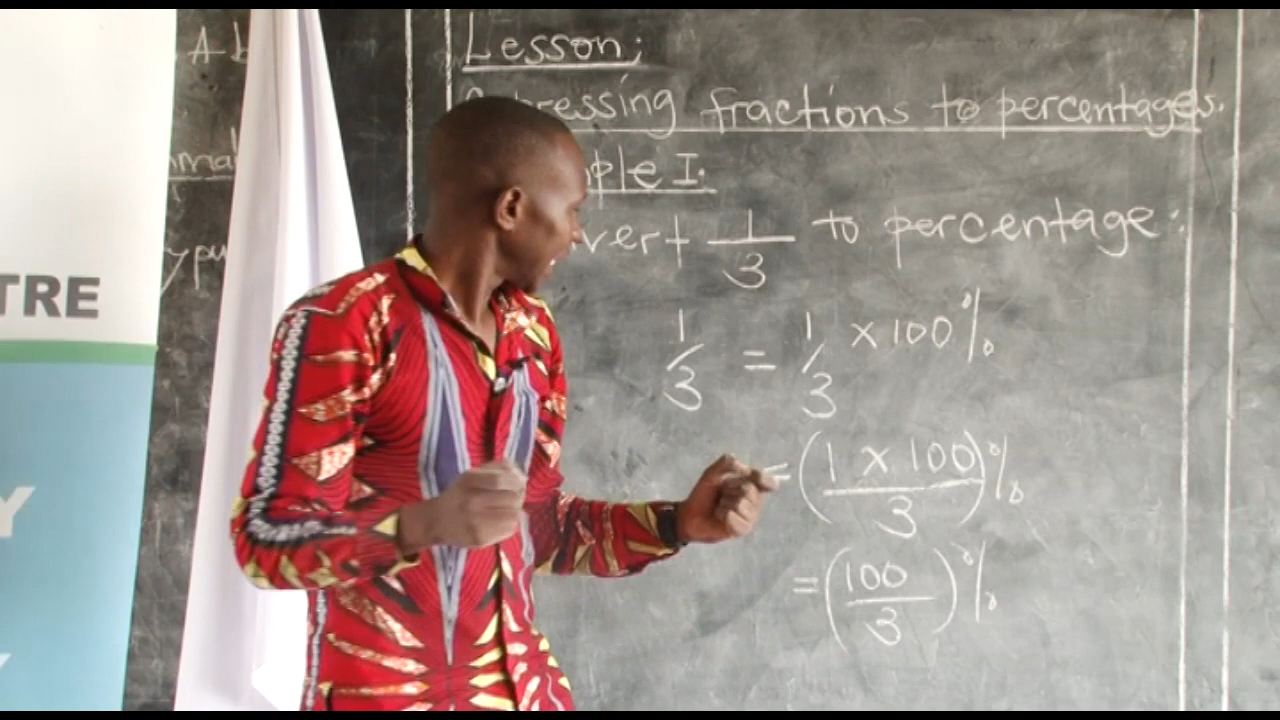 TRE
Y
Lesson;
fractions to percentages.
I.
1/3 to percentage:
1/3 = 1/3 x 100%
= (1 x 100/3)%
= (100/3)%